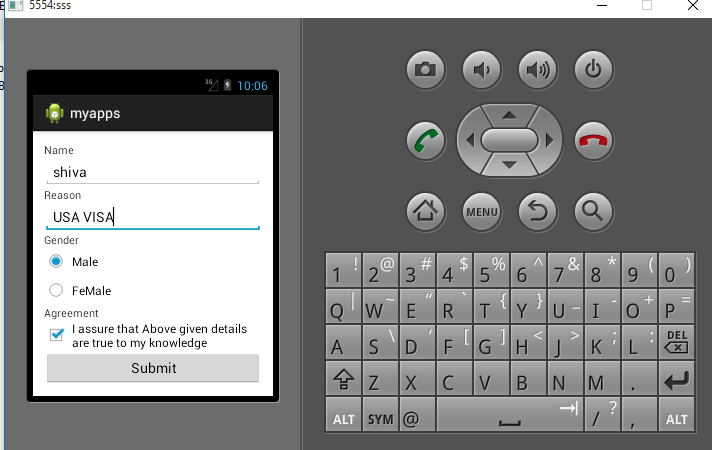 5554:sss
3G 10:06
myapps
Name
shiva
Reason
USA VISA
Gender
Male
FeMale
Agreement
I assure that Above given details
are true to my knowledge
Submit
MENU
1 ! 2 @ 3 # 4 $ 5 % 6 ^ 7 & 8 * 9 ( 0 )
Q | W ~ E “ R ` T { Y } U _ I - O + P =
A S \ D ' F [ G ] H < J > K ; L : DEL
Z X C V B N M .
ALT SYM @ / ? , ALT